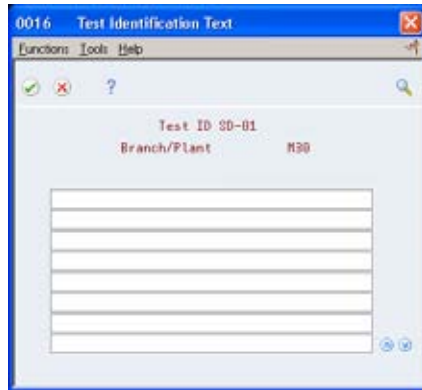 0016 Test Identification Text
Functions Tools Help
?
Test ID SD-01
Branch/Plant M30